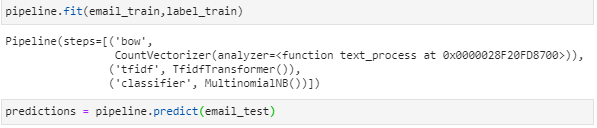 pipeline.fit(email_train,label_train)
Pipeline(steps=[('bow',
CountVectorizer(analyzer=<function text_process at 0x0000028F20FD8700>)),
('tfidf', TfidfTransformer()),
('classifier', MultinomialNB())])
predictions = pipeline.predict(email_test)